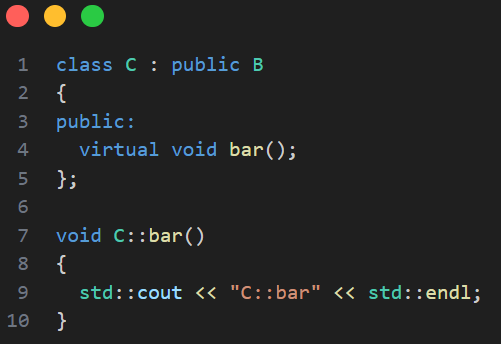 1 class C : public B
2 {
3 public:
4   virtual void bar();
5 };
6
7 void C::bar()
8 {
9   std::cout << "C::bar" << std::endl;
10 }